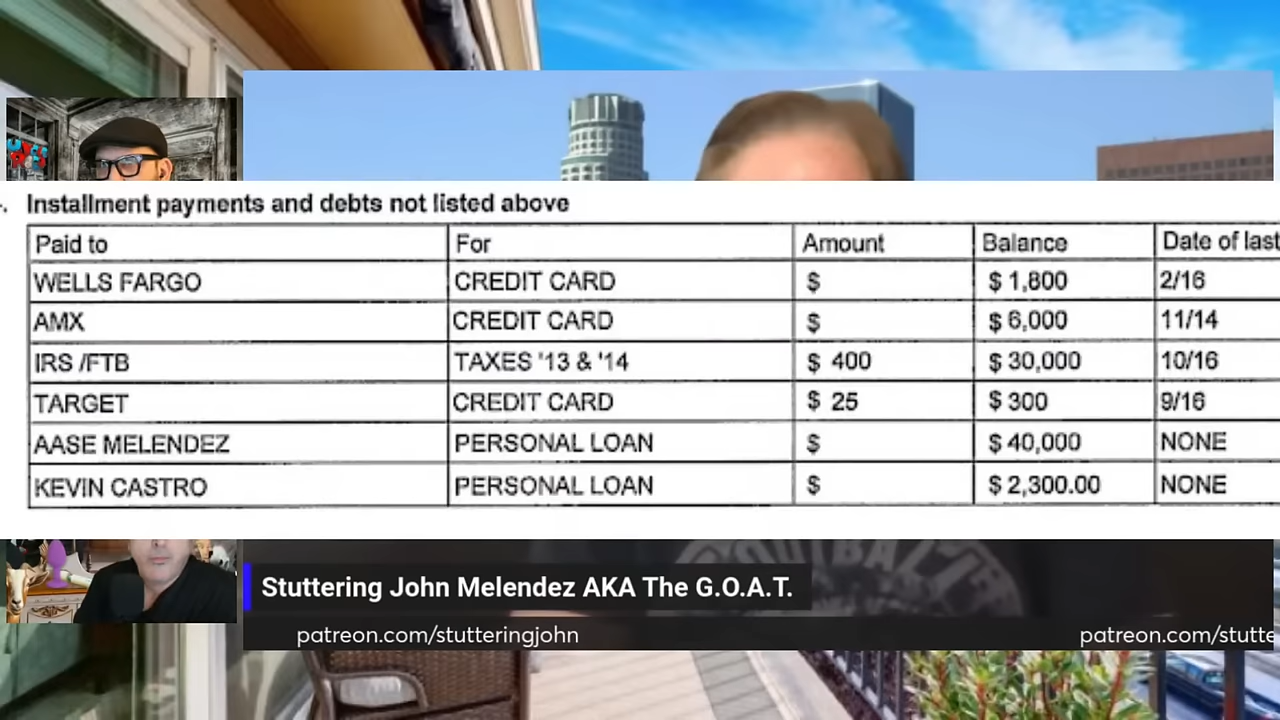 Installment payments and debts not listed above
Paid to For Amount Balance Date of last
WELLS FARGO CREDIT CARD $ $ 1,800 2/16
AMX CREDIT CARD $ $ 6,000 11/14
IRS /FTB TAXES '13 & '14 $ 400 $ 30,000 10/16
TARGET CREDIT CARD $ 25 $ 300 9/16
AASE MELENDEZ PERSONAL LOAN $ $ 40,000 NONE
KEVIN CASTRO PERSONAL LOAN $ $ 2,300.00 NONE
Stuttering John Melendez AKA The G.O.A.T.
patreon.com/stutteringjohn patreon.com/stutte